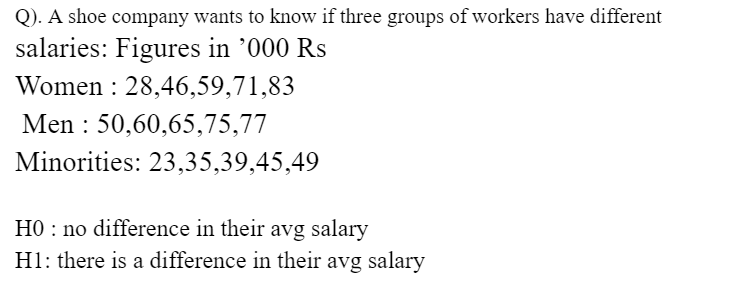 Q). A shoe company wants to know if three groups of workers have different
salaries: Figures in ’000 Rs
Women : 28,46,59,71,83
Men : 50,60,65,75,77
Minorities: 23,35,39,45,49
H0 : no difference in their avg salary
H1: there is a difference in their avg salary